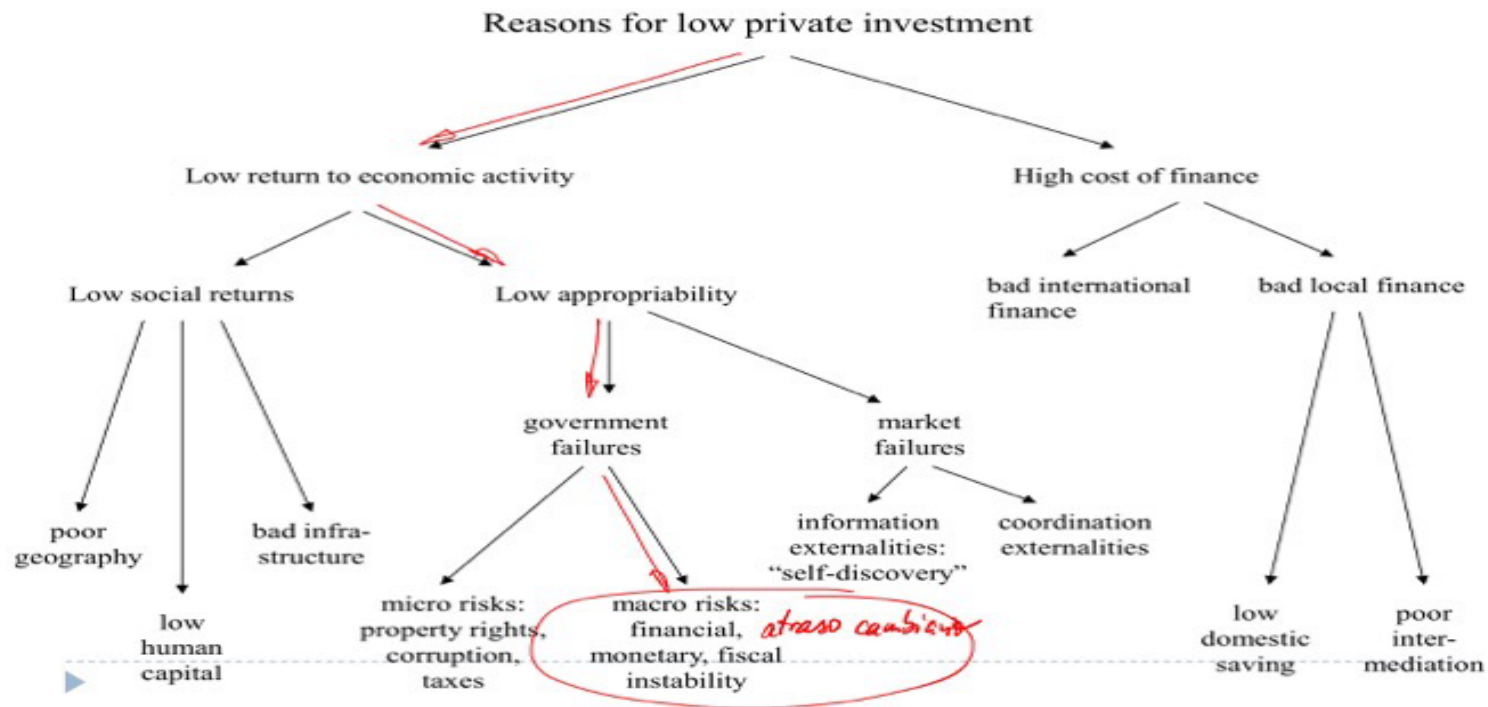 Reasons for low private investment
Low return to economic activity
High cost of finance
Low social returns
Low appropriability
bad international
finance
bad local finance
government
failures
market
failures
poor
geography
bad infra-
structure
information
externalities:
“self-discovery”
coordination
externalities
low
human
capital
micro risks:
property rights,
corruption,
taxes
macro risks:
financial,
monetary, fiscal
instability
atraso cambiario
low
domestic
saving
poor
inter-
mediation